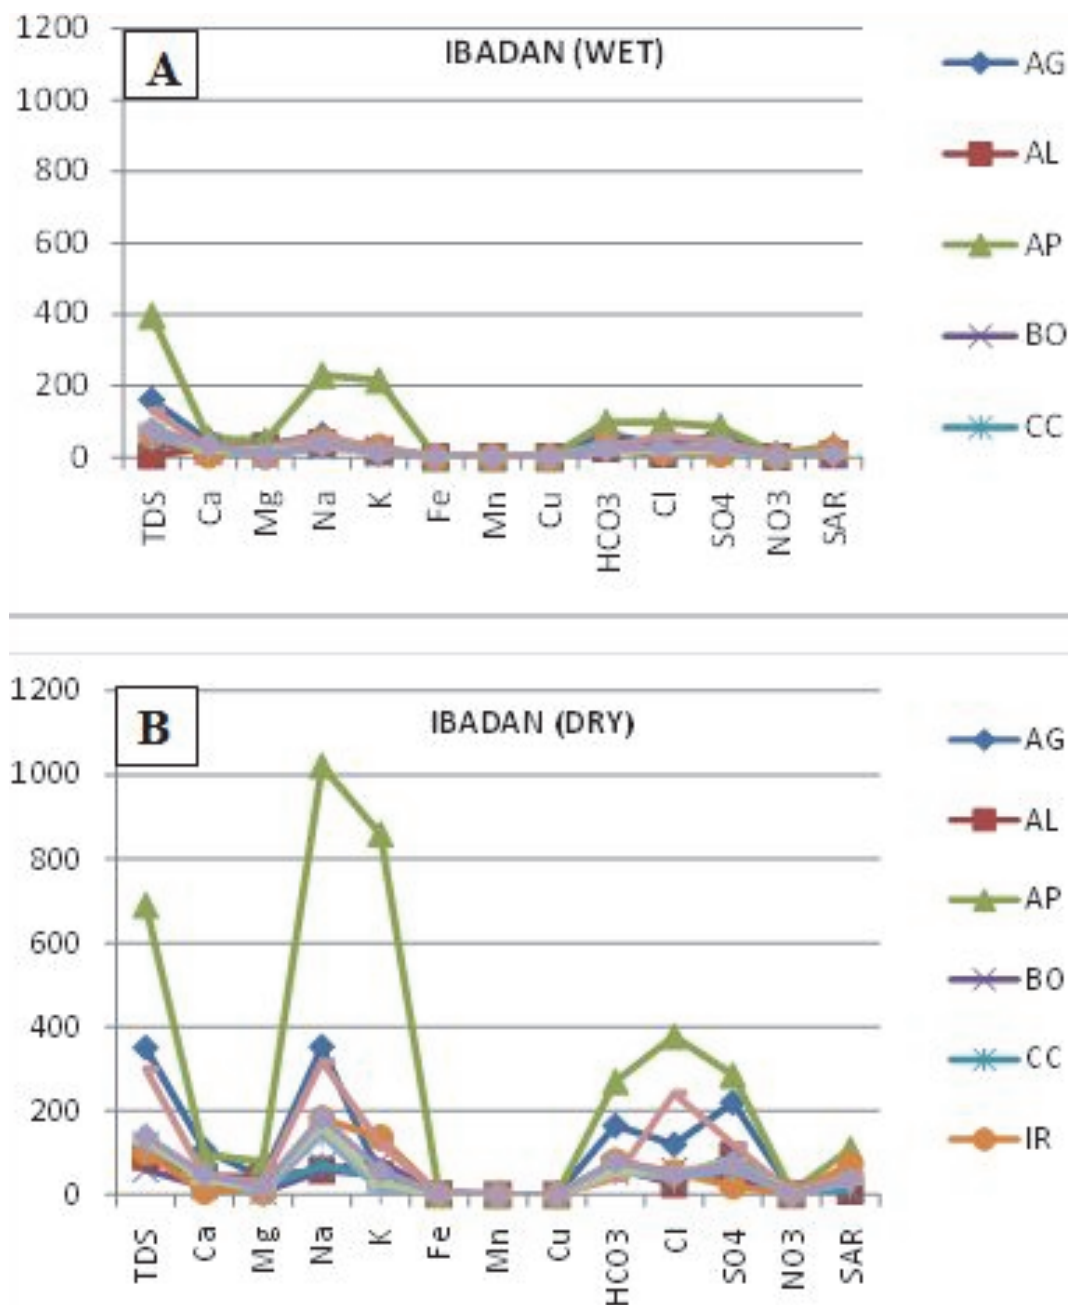 1200
1000
800
600
400
200
0
A
IBADAN (WET)
TDS
Ca
Mg
Na
K
Fe
Mn
Cu
HCO3
Cl
SO4
NO3
SAR
AG
AL
AP
BO
CC
1200
1000
800
600
400
200
0
B
IBADAN (DRY)
TDS
Ca
Mg
Na
K
Fe
Mn
Cu
HCO3
Cl
SO4
NO3
SAR
AG
AL
AP
BO
CC
IR